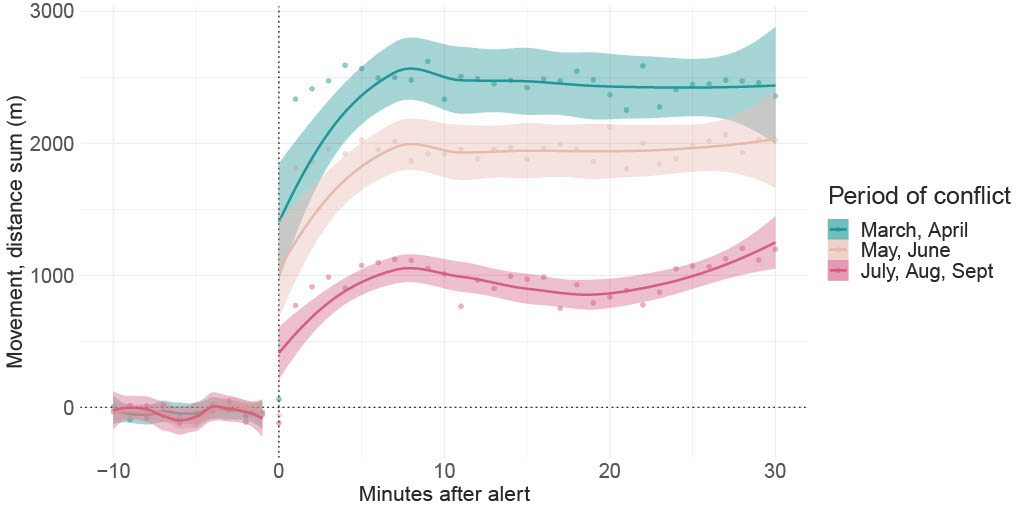 3000
2000
1000
0
Movement, distance sum (m)
−10
0
10
20
30
Minutes after alert
Period of conflict
March, April
May, June
July, Aug, Sept